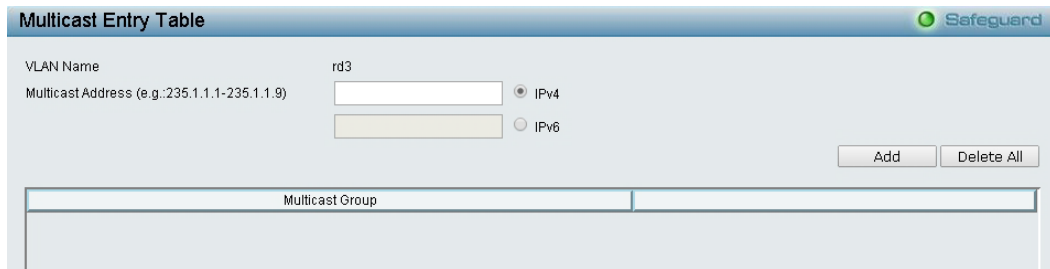 Multicast Entry Table
Safeguard
VLAN Name
rd3
Multicast Address (e.g.:235.1.1.1-235.1.1.9)
IPv4
IPv6
Add
Delete All
Multicast Group